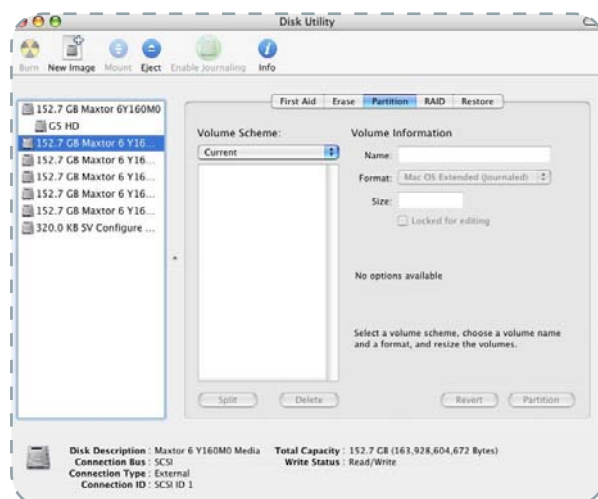 Disk Utility
Burn New Image Mount Eject Enable Journaling Info
152.7 GB Maxtor 6Y160M0
G5 HD
152.7 GB Maxtor 6 Y16...
152.7 GB Maxtor 6 Y16...
152.7 GB Maxtor 6 Y16...
152.7 GB Maxtor 6 Y16...
152.7 GB Maxtor 6 Y16...
320.0 KB SV Configure ...
First Aid Erase Partition RAID Restore
Volume Scheme:
Current
Volume Information
Name:
Format: Mac OS Extended (Journaled)
Size:
Locked for editing
No options available
Select a volume scheme, choose a volume name
and a format, and resize the volumes.
Split Delete Revert Partition
Disk Description : Maxtor 6 Y160M0 Media
Connection Bus : SCSI
Connection Type : External
Connection ID : SCSI ID 1
Total Capacity : 152.7 GB (163,928,604,672 Bytes)
Write Status : Read/Write